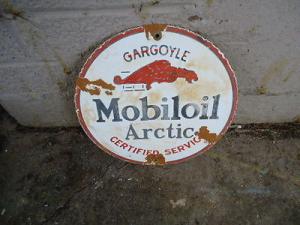 GARGOYLE
Mobiloil
Arctic
CERTIFIED SERVICE